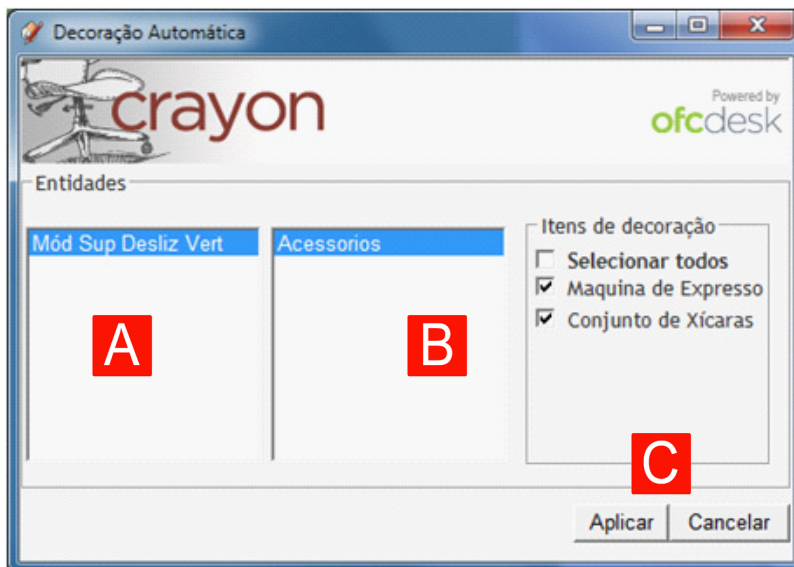 Decoração Automática
crayon
Powered by
ofcdesk
Entidades
Mód Sup Desliz Vert
Acessorios
Itens de decoração
Selecionar todos
Maquina de Expresso
Conjunto de Xícaras
A
B
C
Aplicar
Cancelar